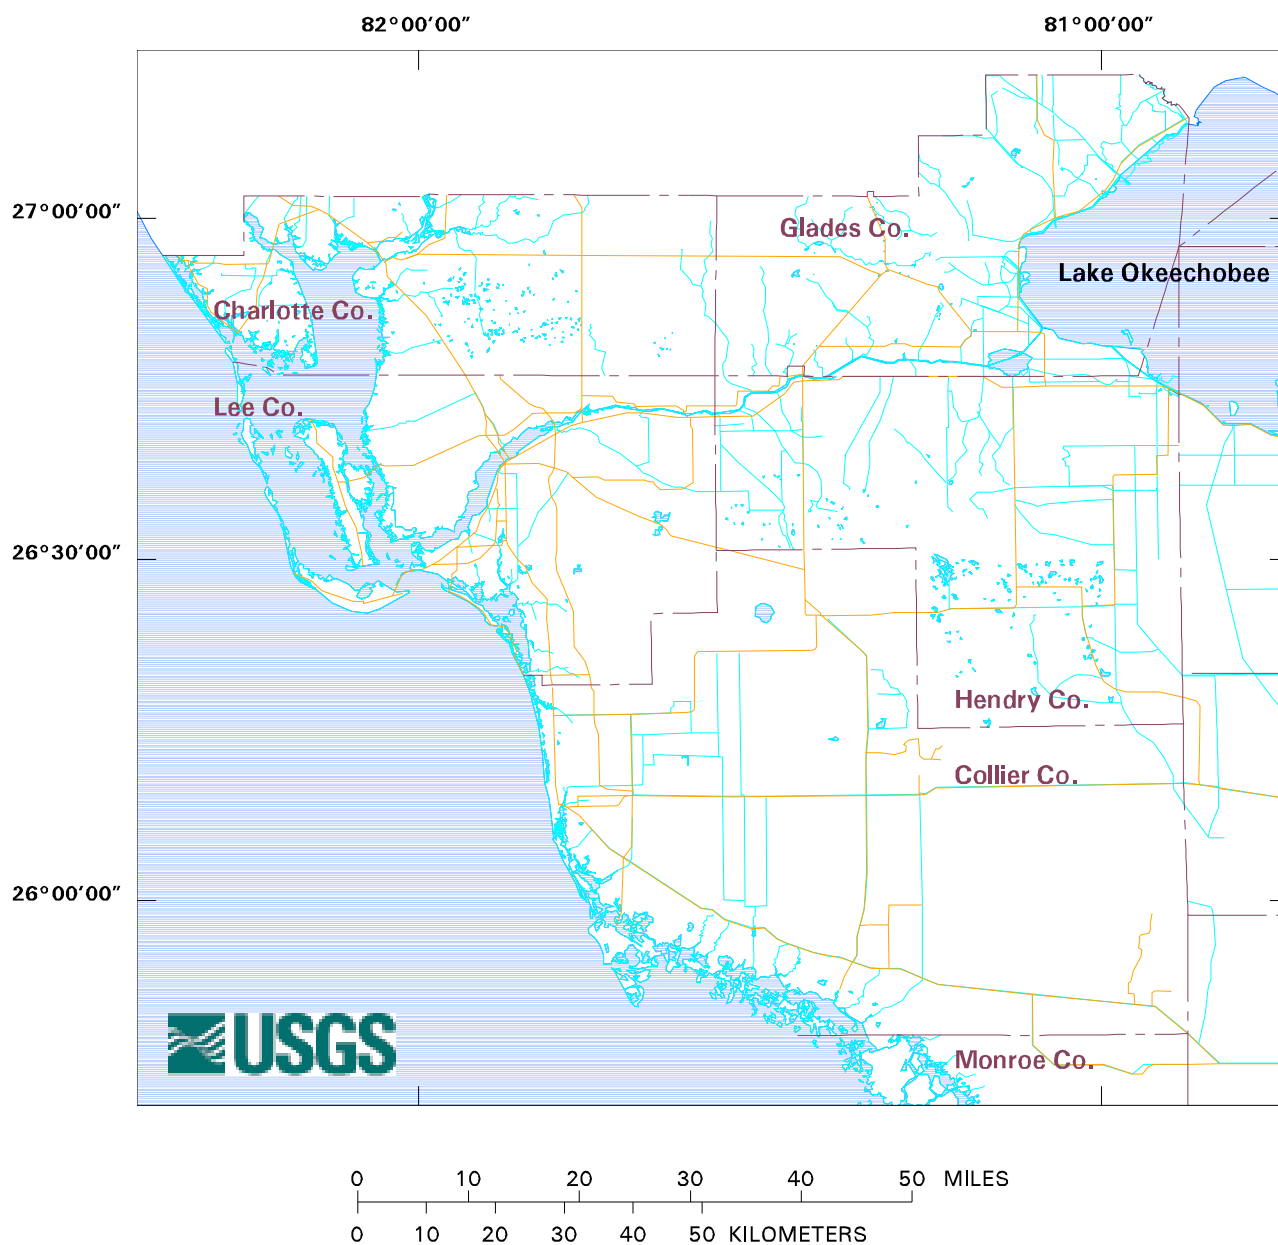 82°00′00″ 81°00′00″
27°00′00″
Glades Co.
Lake Okeechobee
Charlotte Co.
Lee Co.
26°30′00″
Hendry Co.
Collier Co.
26°00′00″
USGS
Monroe Co.
0 10 20 30 40 50 MILES
0 10 20 30 40 50 KILOMETERS